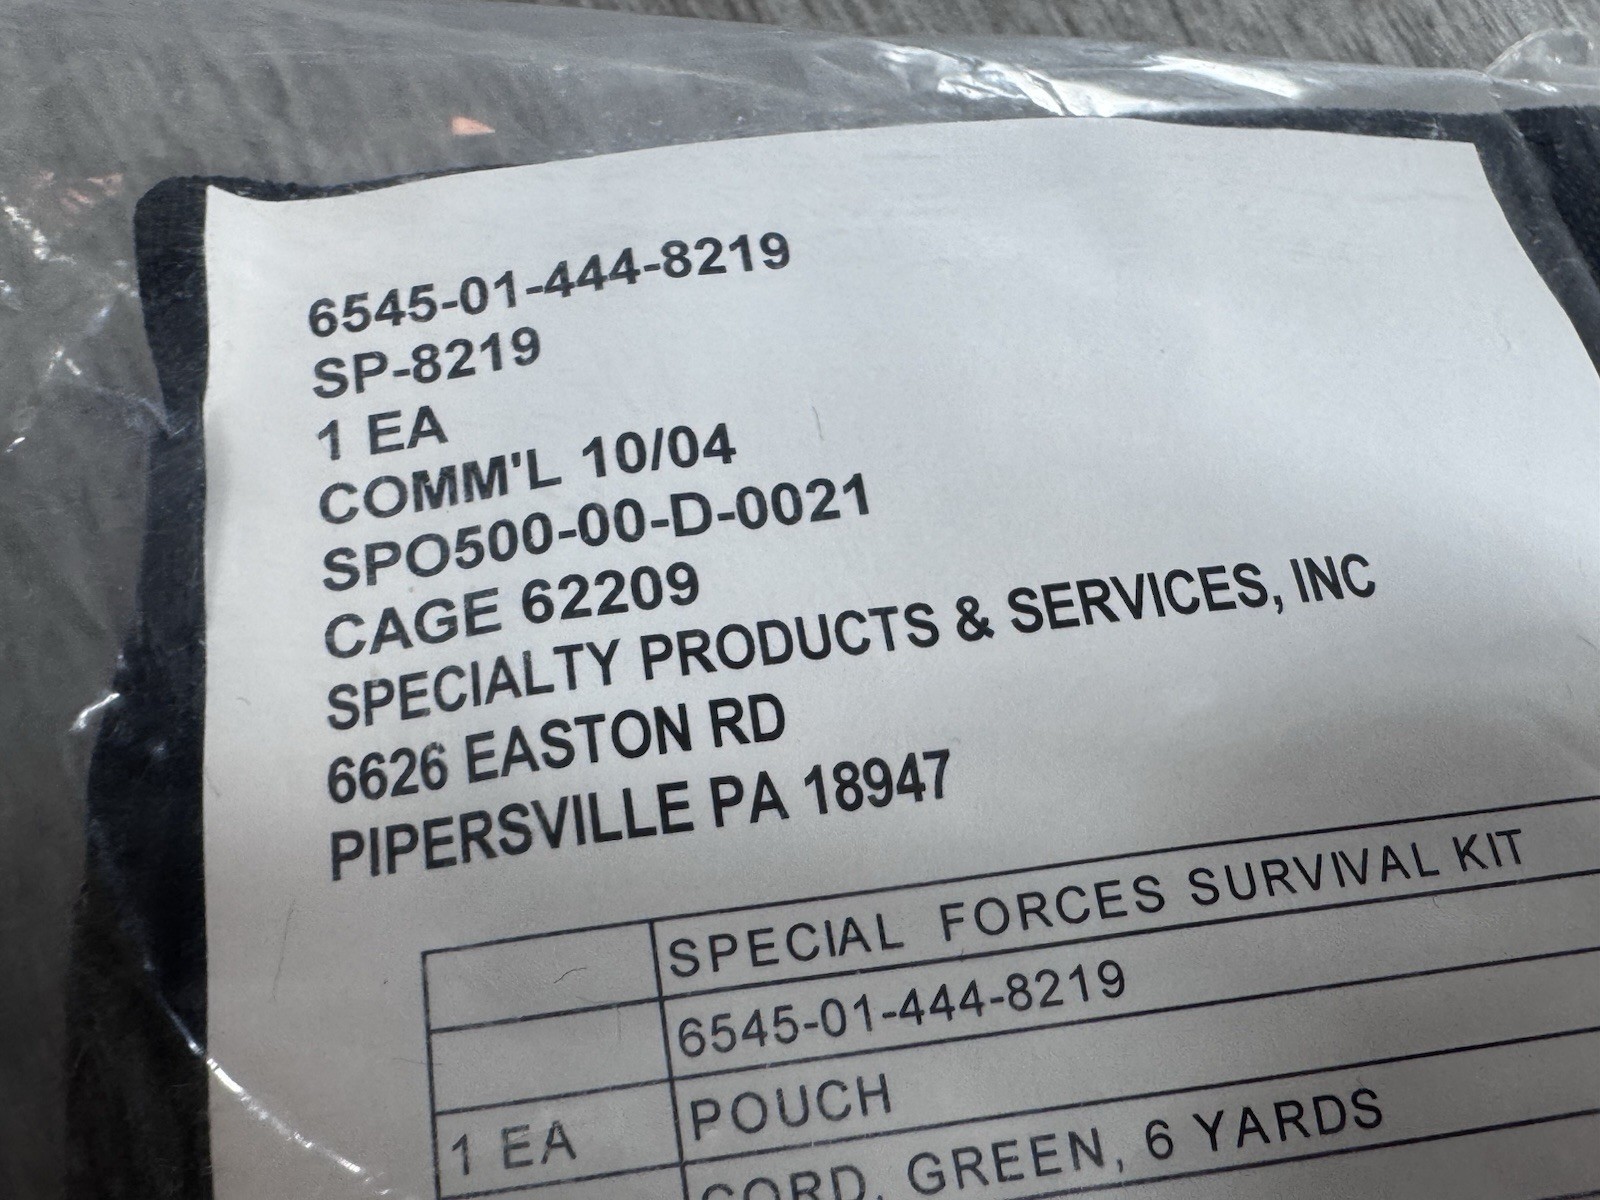 6545-01-444-8219
SP-8219
1 EA
COMM'L 10/04
SPO500-00-D-0021
CAGE 62209
SPECIALTY PRODUCTS & SERVICES, INC
6626 EASTON RD
PIPERSVILLE PA 18947
SPECIAL FORCES SURVIVAL KIT
6545-01-444-8219
1 EA POUCH
CORD, GREEN, 6 YARDS